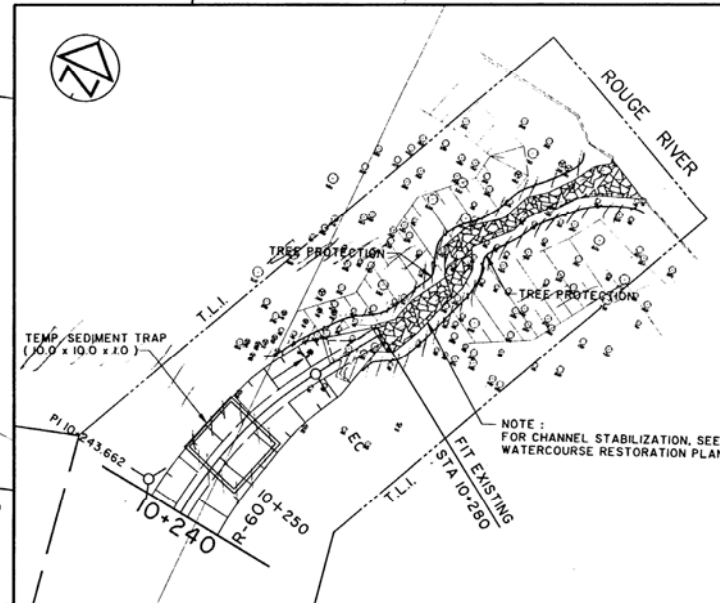 N
ROUGE RIVER
TREE PROTECTION
T.L.I.
TREE PROTECTION
TEMP. SEDIMENT TRAP
( 10.0 x 10.0 x 1.0 )
PI 10+243.662
EC
NOTE :
FOR CHANNEL STABILIZATION, SEE
WATERCOURSE RESTORATION PLAN
FIT EXISTING
STA 10+280
T.L.I.
10+250
R-60
10+240